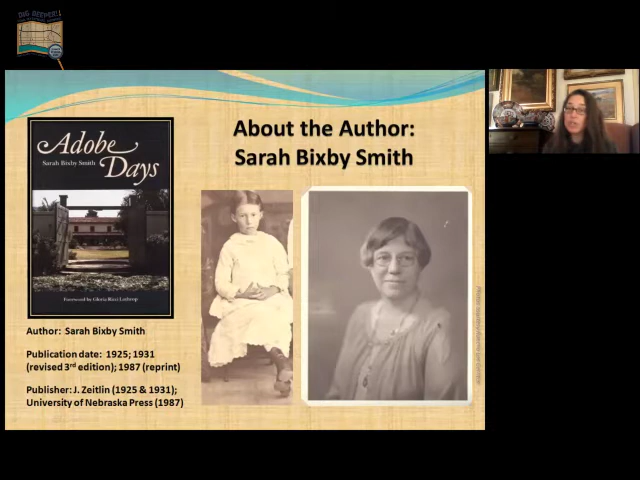 DIG DEEPER!
About the Author:
Sarah Bixby Smith
Adobe
Sarah Bixby Smith
Days
Foreword by Gloria Ricci Lothrop
Author: Sarah Bixby Smith
Publication date: 1925; 1931
(revised 3rd edition); 1987 (reprint)
Publisher: J. Zeitlin (1925 & 1931);
University of Nebraska Press (1987)